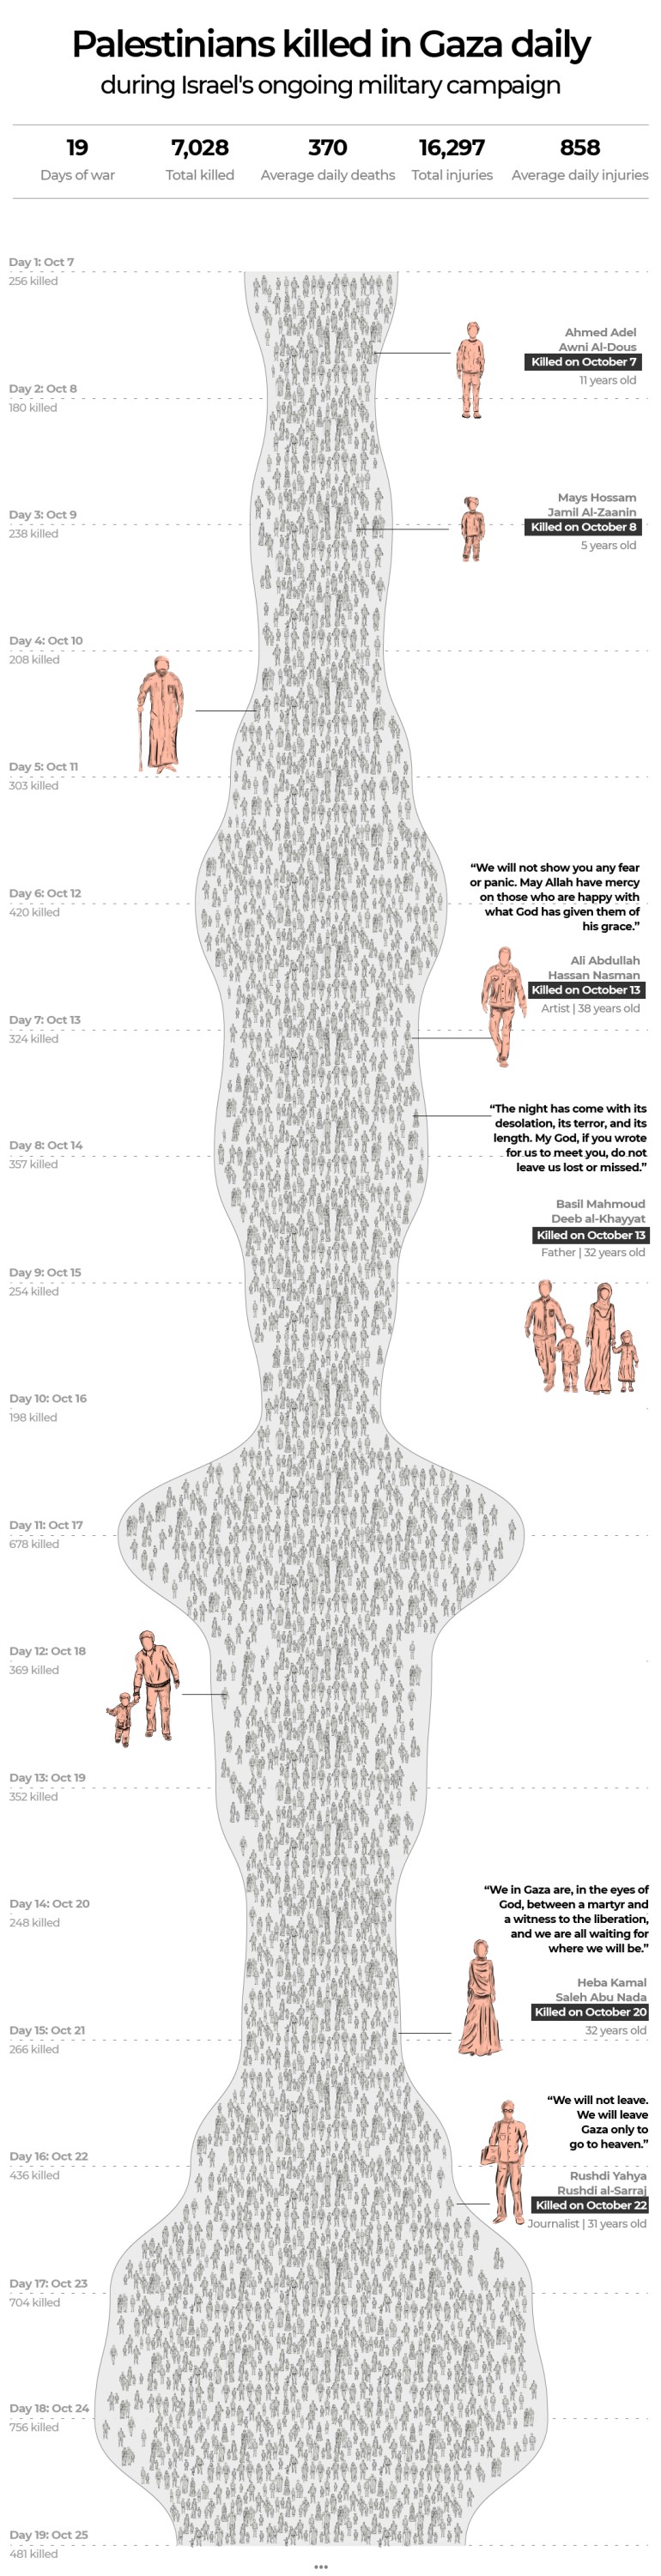 Palestinians killed in Gaza daily
during Israel's ongoing military campaign
19
Days of war
7,028
Total killed
370
Average daily deaths
16,297
Total injuries
858
Average daily injuries
Day 1: Oct 7
256 killed
Ahmed Adel
Awni Al-Dous
Killed on October 7
11 years old
Day 2: Oct 8
180 killed
Mays Hossam
Jamil Al-Zaanin
Killed on October 8
5 years old
Day 3: Oct 9
238 killed
Day 4: Oct 10
208 killed
Day 5: Oct 11
303 killed
“We will not show you any fear
or panic. May Allah have mercy
on those who are happy with
what God has given them of
his grace.”
Day 6: Oct 12
420 killed
Ali Abdullah
Hassan Nasman
Killed on October 13
Artist | 38 years old
Day 7: Oct 13
324 killed
“The night has come with its
desolation, its terror, and its
length. My God, if you wrote
for us to meet you, do not
leave us lost or missed.”
Day 8: Oct 14
357 killed
Basil Mahmoud
Deeb al-Khayyat
Killed on October 13
Father | 32 years old
Day 9: Oct 15
254 killed
Day 10: Oct 16
198 killed
Day 11: Oct 17
678 killed
Day 12: Oct 18
369 killed
Day 13: Oct 19
352 killed
“We in Gaza are, in the eyes of
God, between a martyr and
a witness to the liberation,
and we are all waiting for
where we will be.”
Day 14: Oct 20
248 killed
Heba Kamal
Saleh Abu Nada
Killed on October 20
32 years old
Day 15: Oct 21
266 killed
“We will not leave.
We will leave
Gaza only to
go to heaven.”
Day 16: Oct 22
436 killed
Rushdi Yahya
Rushdi al-Sarraj
Killed on October 22
Journalist | 31 years old
Day 17: Oct 23
704 killed
Day 18: Oct 24
756 killed
Day 19: Oct 25
481 killed